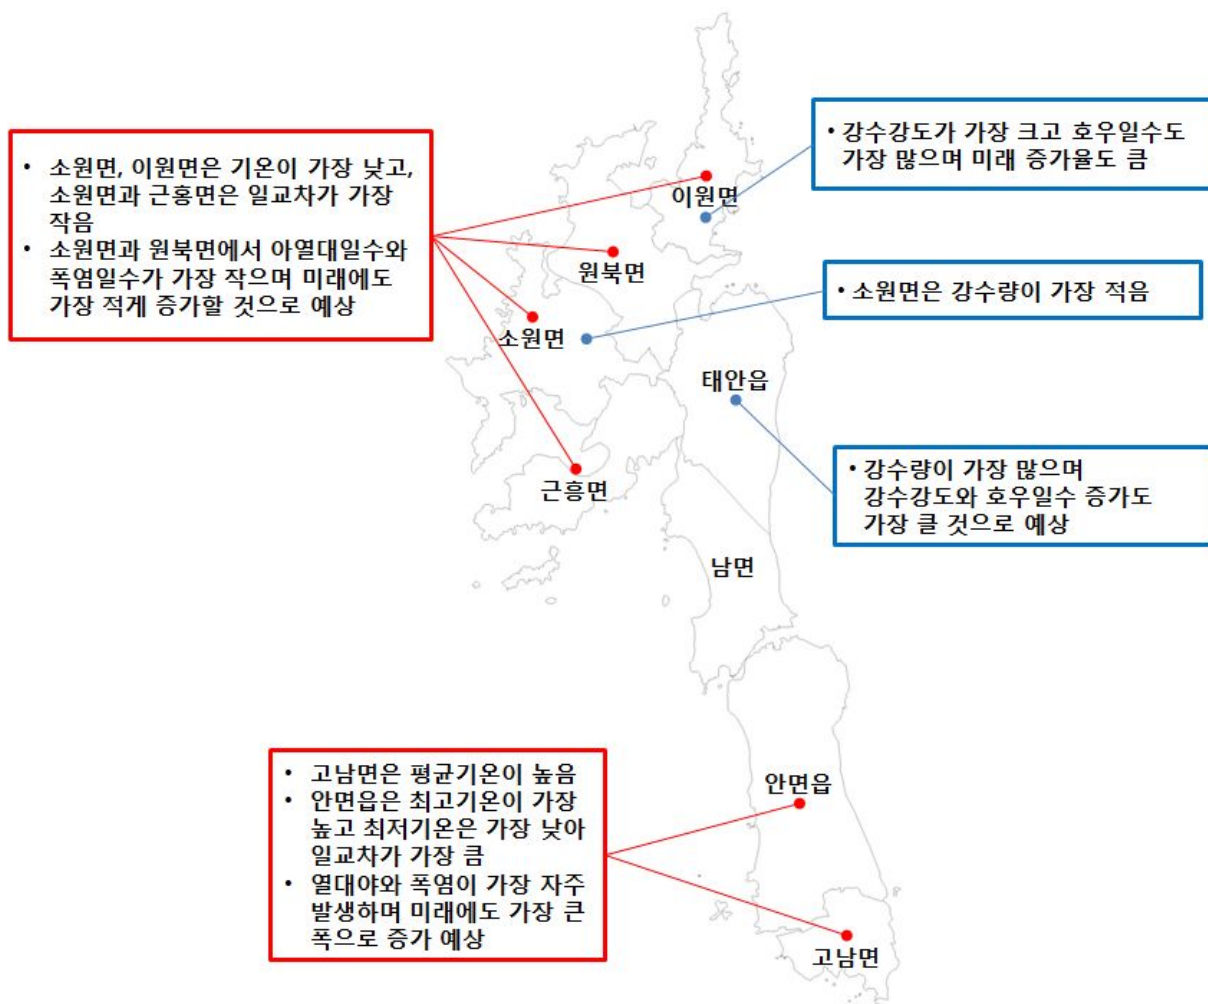 • 강수강도가 가장 크고 호우일수도
가장 많으며 미래 증가율도 큼
• 소원면, 이원면은 기온이 가장 낮고,
소원면과 근흥면은 일교차가 가장
작음
• 소원면과 원북면에서 아열대일수와
폭염일수가 가장 작으며 미래에도
가장 적게 증가할 것으로 예상
이원면
원북면
• 소원면은 강수량이 가장 적음
소원면
태안읍
• 강수량이 가장 많으며
강수강도와 호우일수 증가도
가장 클 것으로 예상
근흥면
남면
• 고남면은 평균기온이 높음
• 안면읍은 최고기온이 가장
높고 최저기온은 가장 낮아
일교차가 가장 큼
• 열대야와 폭염이 가장 자주
발생하며 미래에도 가장 큰
폭으로 증가 예상
안면읍
고남면